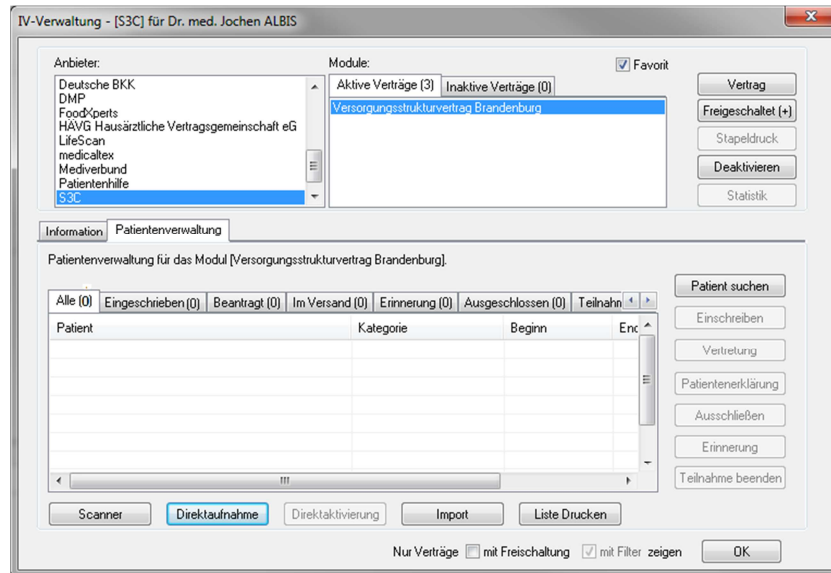 IV-Verwaltung - [S3C] für Dr. med. Jochen ALBIS
Anbieter:
Deutsche BKK
DMP
FoodXperts
HÄVG Hausärztliche Vertragsgemeinschaft eG
LifeScan
medicaltex
Mediverbund
Patientenhilfe
S3C
Module:
Favorit
Aktive Verträge (3) Inaktive Verträge (0)
Versorgungsstrukturvertrag Brandenburg
Vertrag
Freigeschaltet (+)
Stapeldruck
Deaktivieren
Statistik
Information Patientenverwaltung
Patientenverwaltung für das Modul [Versorgungsstrukturvertrag Brandenburg].
Alle (0) Eingeschrieben (0) Beantragt (0) Im Versand (0) Erinnerung (0) Ausgeschlossen (0) Teilnahm
Patient Kategorie Beginn End
Patient suchen
Einschreiben
Vertretung
Patientenerklärung
Ausschließen
Erinnerung
Teilnahme beenden
Scanner Direktaufnahme Direktaktivierung Import Liste Drucken
Nur Verträge mit Freischaltung mit Filter zeigen OK